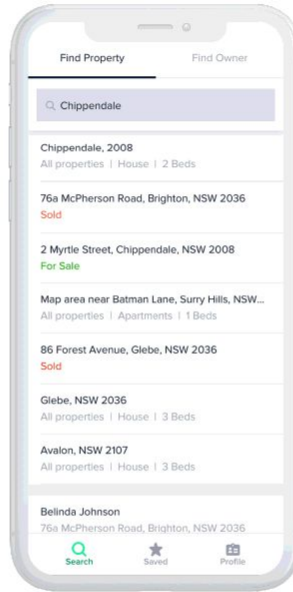 Find Property
Find Owner
Chippendale
Chippendale, 2008
All properties | House | 2 Beds
76a McPherson Road, Brighton, NSW 2036
Sold
2 Myrtle Street, Chippendale, NSW 2008
For Sale
Map area near Batman Lane, Surry Hills, NSW...
All properties | Apartments | 1 Beds
86 Forest Avenue, Glebe, NSW 2036
Sold
Glebe, NSW 2036
All properties | House | 3 Beds
Avalon, NSW 2107
All properties | House | 3 Beds
Belinda Johnson
76a McPherson Road, Brighton, NSW 2036
Search
Saved
Profile